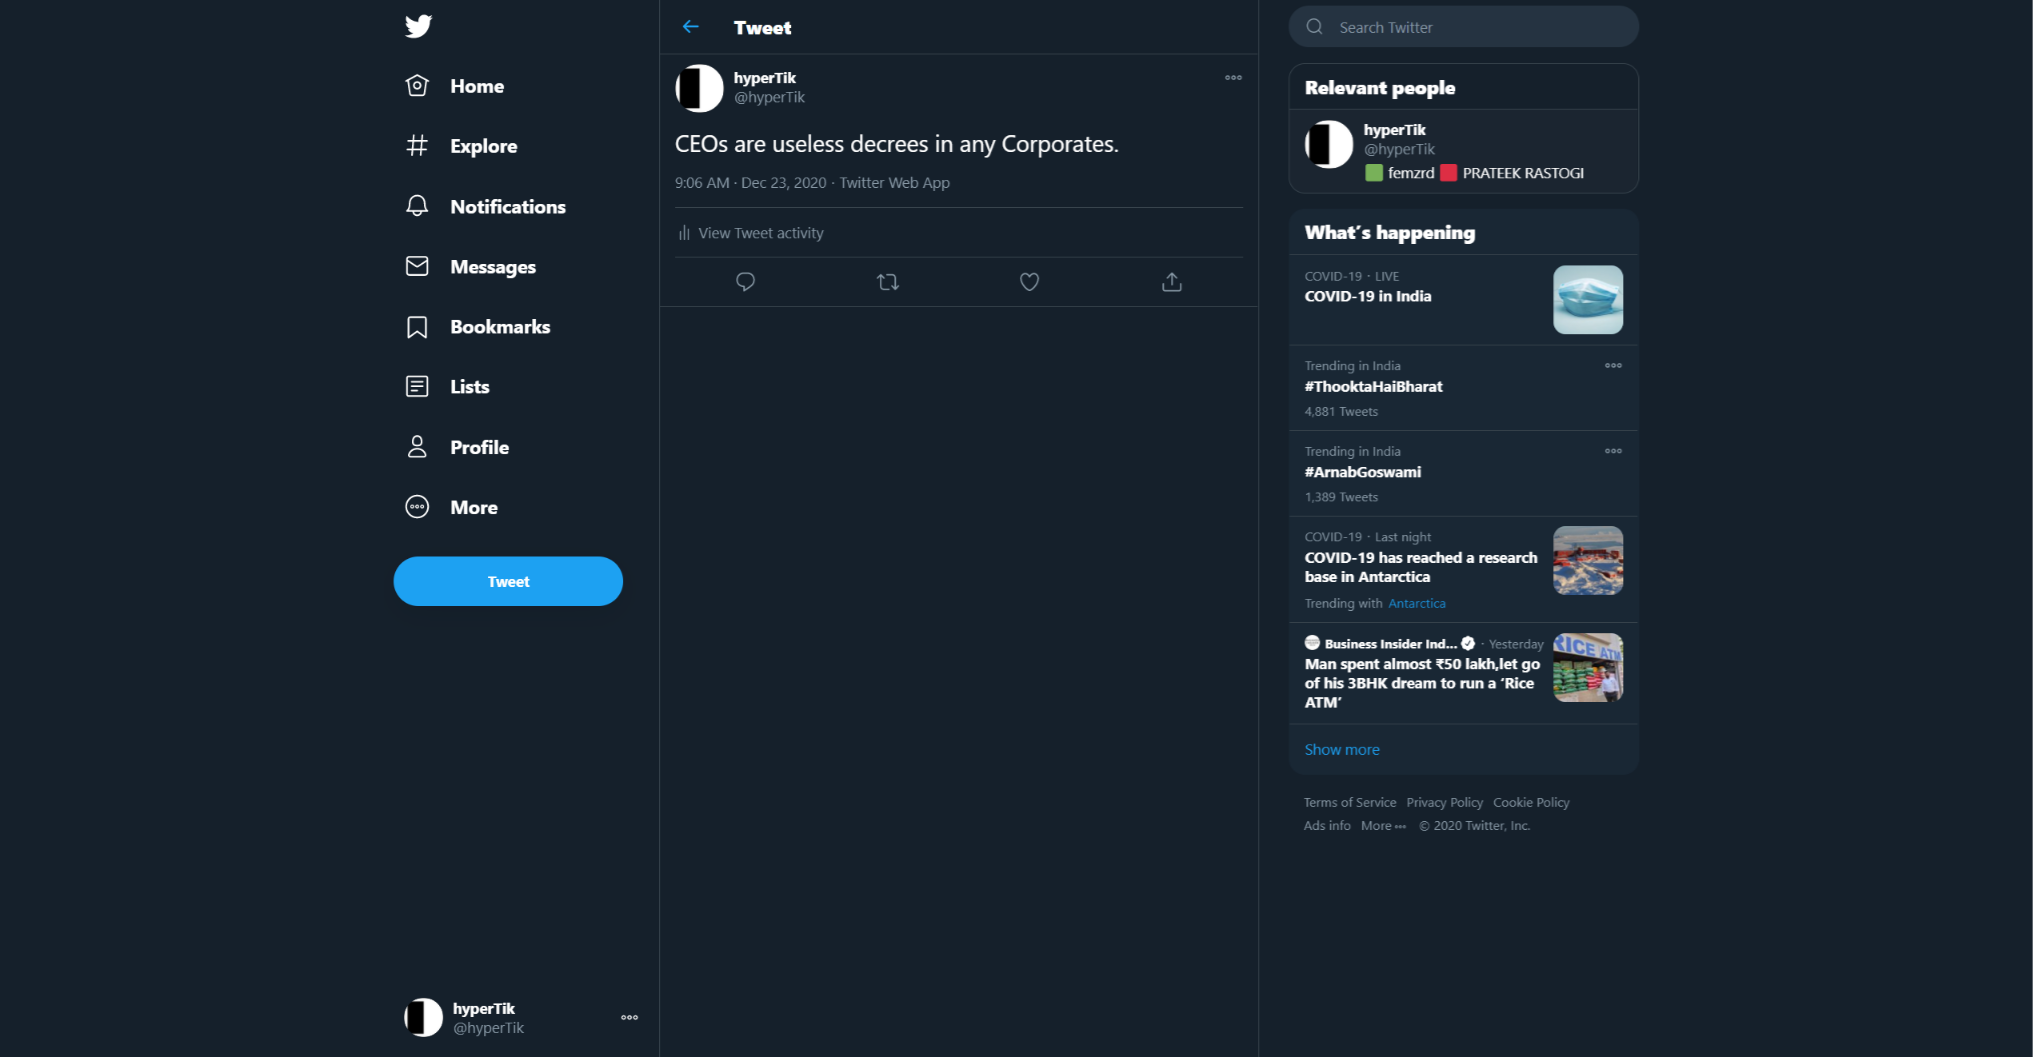 Home
Explore
Notifications
Messages
Bookmarks
Lists
Profile
More
Tweet
hyperTik
@hyperTik
Tweet
hyperTik
@hyperTik
CEOs are useless decrees in any Corporates.
9:06 AM · Dec 23, 2020 · Twitter Web App
View Tweet activity
Search Twitter
Relevant people
hyperTik
@hyperTik
femzrd PRATEEK RASTOGI
What's happening
COVID-19 · LIVE
COVID-19 in India
Trending in India
#ThooktaHaiBharat
4,881 Tweets
Trending in India
#ArnabGoswami
1,389 Tweets
COVID-19 · Last night
COVID-19 has reached a research
base in Antarctica
Trending with Antarctica
Business Insider Ind... · Yesterday
Man spent almost ₹50 lakh,let go
of his 3BHK dream to run a ‘Rice
ATM’
RICE ATM
Show more
Terms of Service Privacy Policy Cookie Policy
Ads info More ··· © 2020 Twitter, Inc.